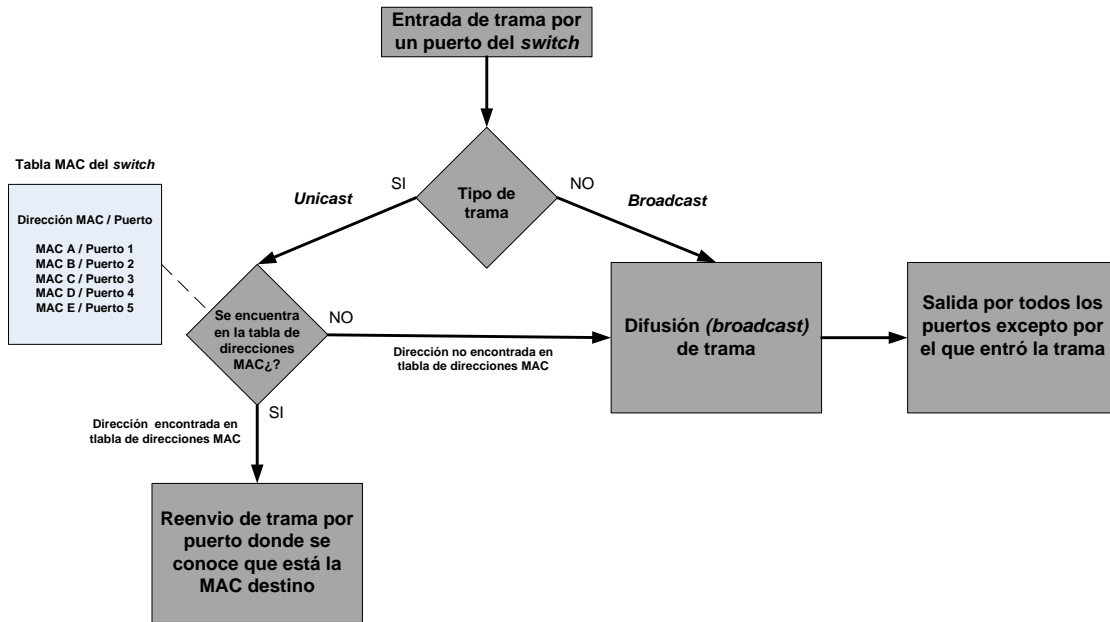 Entrada de trama por
un puerto del switch
Tabla MAC del switch
Dirección MAC / Puerto
MAC A / Puerto 1
MAC B / Puerto 2
MAC C / Puerto 3
MAC D / Puerto 4
MAC E / Puerto 5
Unicast
SI
Tipo de
trama
NO
Broadcast
Se encuentra
en la tabla de
direcciones
MAC¿?
NO
Dirección no encontrada en
tlabla de direcciones MAC
Difusión (broadcast)
de trama
Salida por todos los
puertos excepto por
el que entró la trama
SI
Dirección encontrada en
tlabla de direcciones MAC
Reenvio de trama por
puerto donde se
conoce que está la
MAC destino